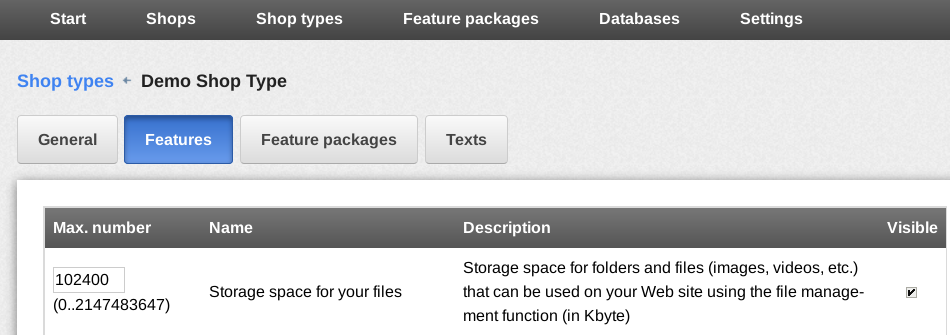 Start Shops Shop types Feature packages Databases Settings
Shop types Demo Shop Type
General Features Feature packages Texts
Max. number Name Description Visible
102400
(0..2147483647)
Storage space for your files
Storage space for folders and files (images, videos, etc.)
that can be used on your Web site using the file manage-
ment function (in Kbyte)